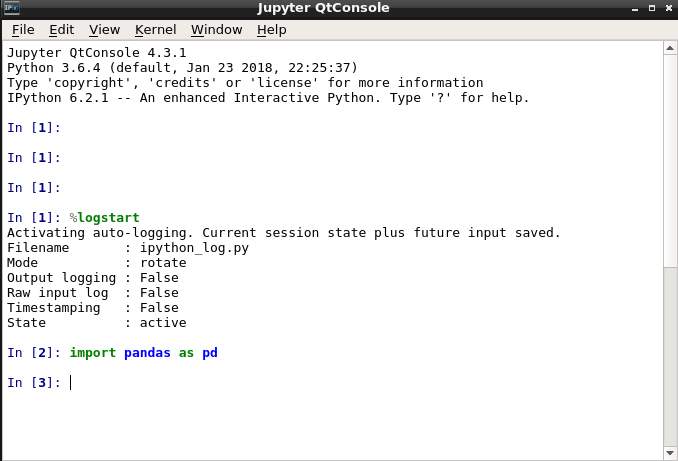 Jupyter QtConsole
File Edit View Kernel Window Help
Jupyter QtConsole 4.3.1
Python 3.6.4 (default, Jan 23 2018, 22:25:37)
Type 'copyright', 'credits' or 'license' for more information
IPython 6.2.1 -- An enhanced Interactive Python. Type '?' for help.
In [1]:
In [1]:
In [1]:
In [1]: %logstart
Activating auto-logging. Current session state plus future input saved.
Filename       : ipython_log.py
Mode           : rotate
Output logging : False
Raw input log  : False
Timestamping   : False
State          : active
In [2]: import pandas as pd
In [3]: